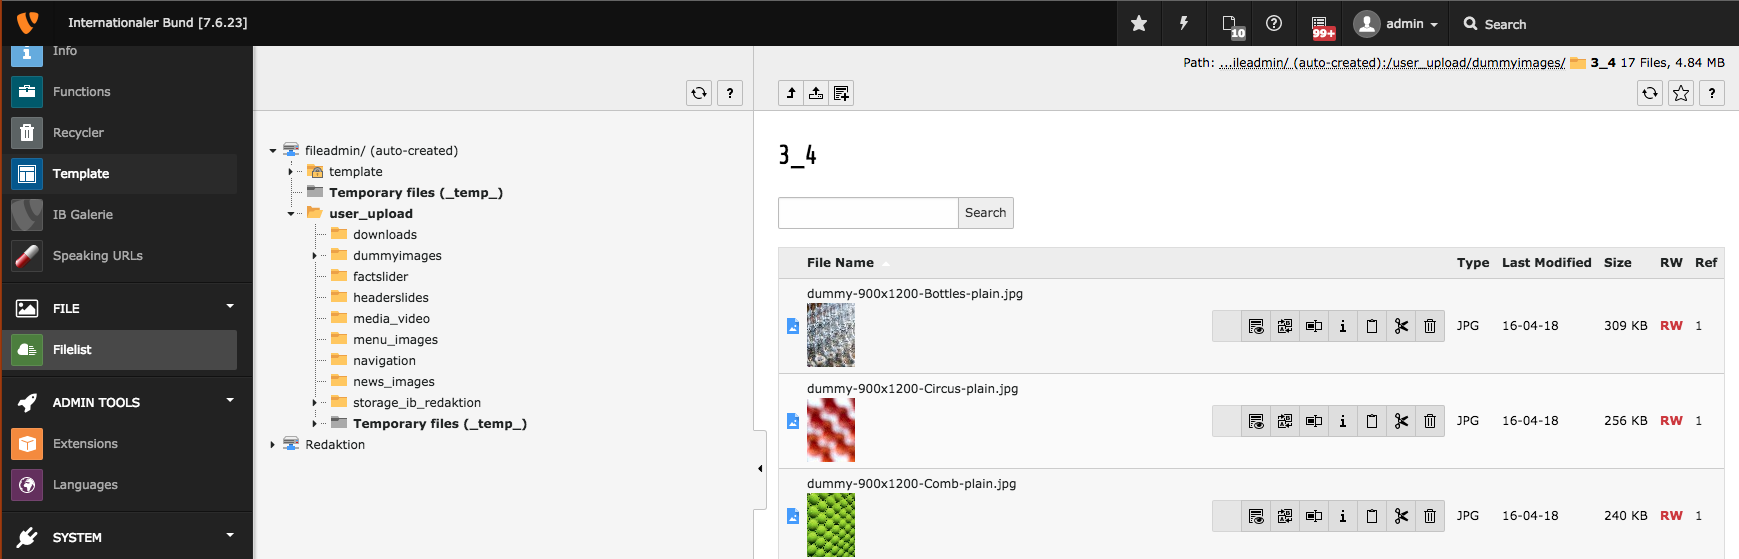 Internationaler Bund [7.6.23]
10
99+
admin
Search
Info
Functions
Recycler
Template
IB Galerie
Speaking URLs
FILE
Filelist
ADMIN TOOLS
Extensions
Languages
SYSTEM
?
fileadmin/ (auto-created)
template
Temporary files (_temp_)
user_upload
downloads
dummyimages
factslider
headerslides
media_video
menu_images
navigation
news_images
storage_ib_redaktion
Temporary files (_temp_)
Redaktion
Path: ...ileadmin/ (auto-created):/user_upload/dummyimages/ 3_4 17 Files, 4.84 MB
?
3_4
Search
File Name Type Last Modified Size RW Ref
dummy-900x1200-Bottles-plain.jpg
JPG 16-04-18 309 KB RW 1
dummy-900x1200-Circus-plain.jpg
JPG 16-04-18 256 KB RW 1
dummy-900x1200-Comb-plain.jpg
JPG 16-04-18 240 KB RW 1